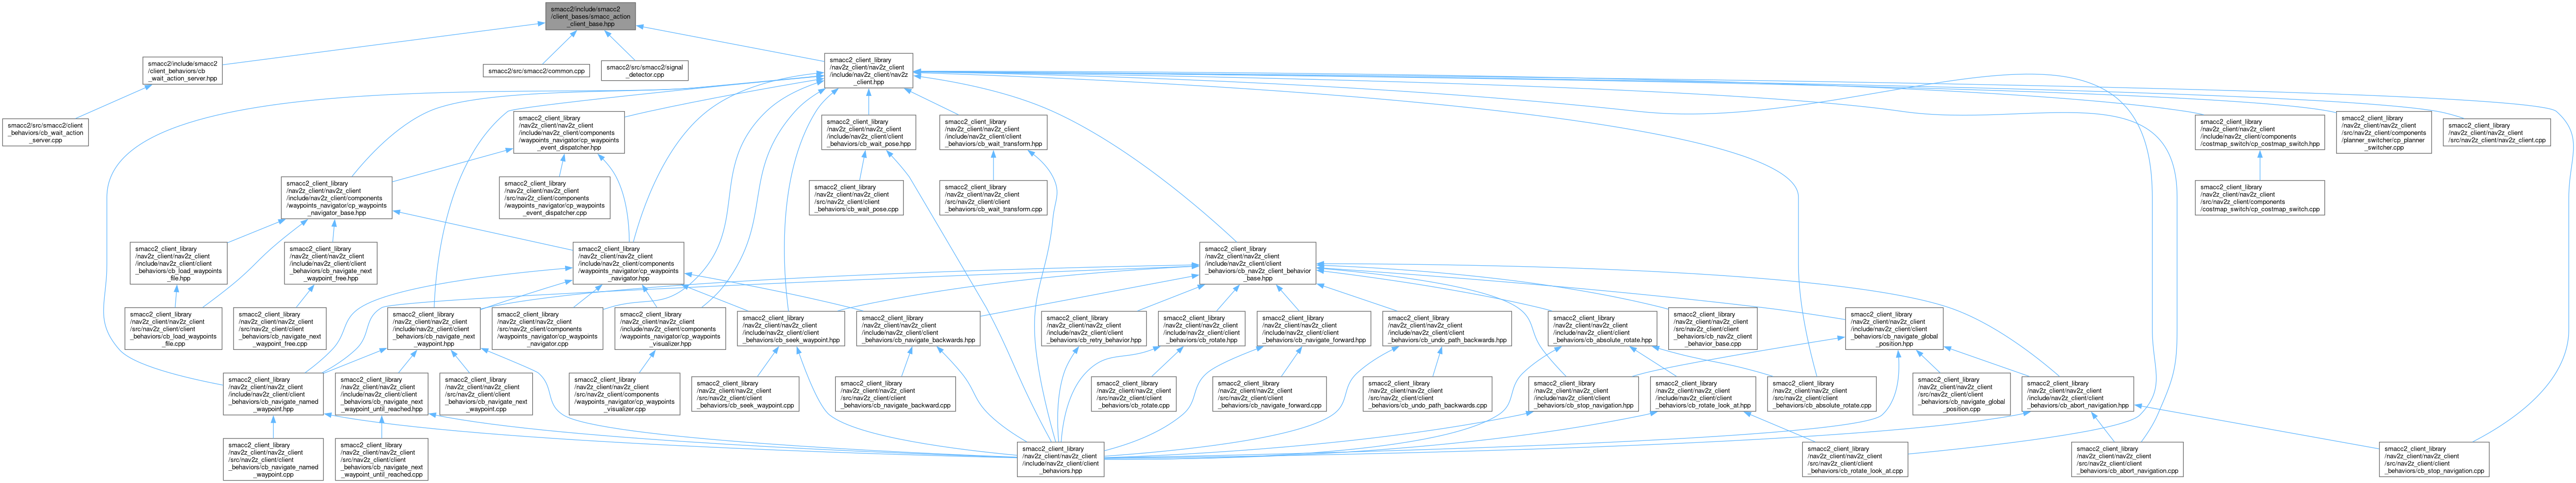 smacc2/include/smacc2
/client_bases/smacc_action
_client_base.hpp
smacc2/include/smacc2
/client_behaviors/cb
_wait_action_server.hpp
smacc2/src/smacc2/common.cpp
smacc2/src/smacc2/signal
_detector.cpp
smacc2_client_library
/nav2z_client/nav2z_client
/include/nav2z_client/nav2z
_client.hpp
smacc2/src/smacc2/client
_behaviors/cb_wait_action
_server.cpp
smacc2_client_library
/nav2z_client/nav2z_client
/include/nav2z_client/components
/waypoints_navigator/cp_waypoints
_event_dispatcher.hpp
smacc2_client_library
/nav2z_client/nav2z_client
/include/nav2z_client/client
_behaviors/cb_wait_pose.hpp
smacc2_client_library
/nav2z_client/nav2z_client
/include/nav2z_client/client
_behaviors/cb_wait_transform.hpp
smacc2_client_library
/nav2z_client/nav2z_client
/include/nav2z_client/components
/costmap_switch/cp_costmap_switch.hpp
smacc2_client_library
/nav2z_client/nav2z_client
/src/nav2z_client/components
/planner_switcher/cp_planner
_switcher.cpp
smacc2_client_library
/nav2z_client/nav2z_client
/src/nav2z_client/nav2z_client.cpp
smacc2_client_library
/nav2z_client/nav2z_client
/include/nav2z_client/components
/waypoints_navigator/cp_waypoints
_navigator_base.hpp
smacc2_client_library
/nav2z_client/nav2z_client
/src/nav2z_client/components
/waypoints_navigator/cp_waypoints
_event_dispatcher.cpp
smacc2_client_library
/nav2z_client/nav2z_client
/src/nav2z_client/client
_behaviors/cb_wait_pose.cpp
smacc2_client_library
/nav2z_client/nav2z_client
/src/nav2z_client/client
_behaviors/cb_wait_transform.cpp
smacc2_client_library
/nav2z_client/nav2z_client
/src/nav2z_client/components
/costmap_switch/cp_costmap_switch.cpp
smacc2_client_library
/nav2z_client/nav2z_client
/include/nav2z_client/client
_behaviors/cb_load_waypoints
_file.hpp
smacc2_client_library
/nav2z_client/nav2z_client
/include/nav2z_client/client
_behaviors/cb_navigate_next
_waypoint_free.hpp
smacc2_client_library
/nav2z_client/nav2z_client
/include/nav2z_client/components
/waypoints_navigator/cp_waypoints
_navigator.hpp
smacc2_client_library
/nav2z_client/nav2z_client
/include/nav2z_client/client
_behaviors/cb_nav2z_client_behavior
_base.hpp
smacc2_client_library
/nav2z_client/nav2z_client
/src/nav2z_client/client
_behaviors/cb_load_waypoints
_file.cpp
smacc2_client_library
/nav2z_client/nav2z_client
/src/nav2z_client/client
_behaviors/cb_navigate_next
_waypoint_free.cpp
smacc2_client_library
/nav2z_client/nav2z_client
/include/nav2z_client/client
_behaviors/cb_navigate_next
_waypoint.hpp
smacc2_client_library
/nav2z_client/nav2z_client
/src/nav2z_client/components
/waypoints_navigator/cp_waypoints
_navigator.cpp
smacc2_client_library
/nav2z_client/nav2z_client
/include/nav2z_client/components
/waypoints_navigator/cp_waypoints
_visualizer.hpp
smacc2_client_library
/nav2z_client/nav2z_client
/include/nav2z_client/client
_behaviors/cb_seek_waypoint.hpp
smacc2_client_library
/nav2z_client/nav2z_client
/include/nav2z_client/client
_behaviors/cb_navigate_backwards.hpp
smacc2_client_library
/nav2z_client/nav2z_client
/include/nav2z_client/client
_behaviors/cb_retry_behavior.hpp
smacc2_client_library
/nav2z_client/nav2z_client
/include/nav2z_client/client
_behaviors/cb_rotate.hpp
smacc2_client_library
/nav2z_client/nav2z_client
/include/nav2z_client/client
_behaviors/cb_navigate_forward.hpp
smacc2_client_library
/nav2z_client/nav2z_client
/include/nav2z_client/client
_behaviors/cb_undo_path_backwards.hpp
smacc2_client_library
/nav2z_client/nav2z_client
/include/nav2z_client/client
_behaviors/cb_absolute_rotate.hpp
smacc2_client_library
/nav2z_client/nav2z_client
/src/nav2z_client/client
_behaviors/cb_nav2z_client
_behavior_base.cpp
smacc2_client_library
/nav2z_client/nav2z_client
/include/nav2z_client/client
_behaviors/cb_navigate_global
_position.hpp
smacc2_client_library
/nav2z_client/nav2z_client
/include/nav2z_client/client
_behaviors/cb_navigate_named
_waypoint.hpp
smacc2_client_library
/nav2z_client/nav2z_client
/include/nav2z_client/client
_behaviors/cb_navigate_next
_waypoint_until_reached.hpp
smacc2_client_library
/nav2z_client/nav2z_client
/src/nav2z_client/client
_behaviors/cb_navigate_next
_waypoint.cpp
smacc2_client_library
/nav2z_client/nav2z_client
/src/nav2z_client/components
/waypoints_navigator/cp_waypoints
_visualizer.cpp
smacc2_client_library
/nav2z_client/nav2z_client
/src/nav2z_client/client
_behaviors/cb_seek_waypoint.cpp
smacc2_client_library
/nav2z_client/nav2z_client
/src/nav2z_client/client
_behaviors/cb_navigate_backward.cpp
smacc2_client_library
/nav2z_client/nav2z_client
/src/nav2z_client/client
_behaviors/cb_rotate.cpp
smacc2_client_library
/nav2z_client/nav2z_client
/src/nav2z_client/client
_behaviors/cb_navigate_forward.cpp
smacc2_client_library
/nav2z_client/nav2z_client
/src/nav2z_client/client
_behaviors/cb_undo_path_backwards.cpp
smacc2_client_library
/nav2z_client/nav2z_client
/include/nav2z_client/client
_behaviors/cb_stop_navigation.hpp
smacc2_client_library
/nav2z_client/nav2z_client
/include/nav2z_client/client
_behaviors/cb_rotate_look_at.hpp
smacc2_client_library
/nav2z_client/nav2z_client
/src/nav2z_client/client
_behaviors/cb_absolute_rotate.cpp
smacc2_client_library
/nav2z_client/nav2z_client
/src/nav2z_client/client
_behaviors/cb_navigate_global
_position.cpp
smacc2_client_library
/nav2z_client/nav2z_client
/include/nav2z_client/client
_behaviors/cb_abort_navigation.hpp
smacc2_client_library
/nav2z_client/nav2z_client
/src/nav2z_client/client
_behaviors/cb_navigate_named
_waypoint.cpp
smacc2_client_library
/nav2z_client/nav2z_client
/src/nav2z_client/client
_behaviors/cb_navigate_next
_waypoint_until_reached.cpp
smacc2_client_library
/nav2z_client/nav2z_client
/include/nav2z_client/client
_behaviors.hpp
smacc2_client_library
/nav2z_client/nav2z_client
/src/nav2z_client/client
_behaviors/cb_rotate_look_at.cpp
smacc2_client_library
/nav2z_client/nav2z_client
/src/nav2z_client/client
_behaviors/cb_abort_navigation.cpp
smacc2_client_library
/nav2z_client/nav2z_client
/src/nav2z_client/client
_behaviors/cb_stop_navigation.cpp